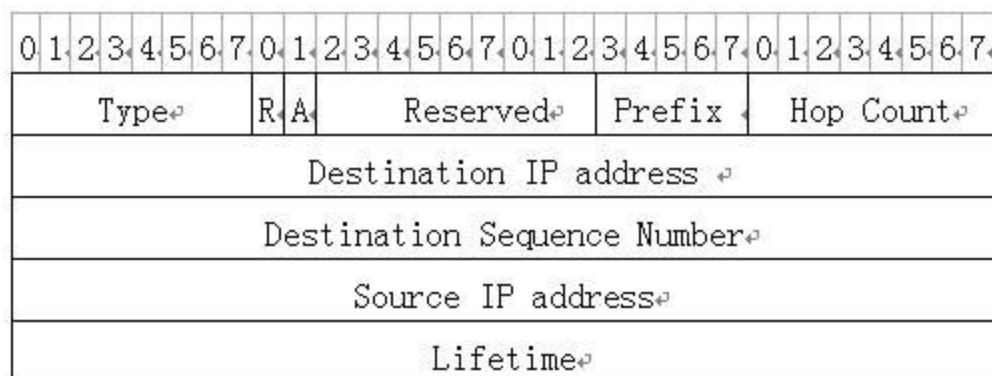 0 1 2 3 4 5 6 7 0 1 2 3 4 5 6 7 0 1 2 3 4 5 6 7 0 1 2 3 4 5 6 7
Type R A Reserved Prefix Hop Count
Destination IP address
Destination Sequence Number
Source IP address
Lifetime